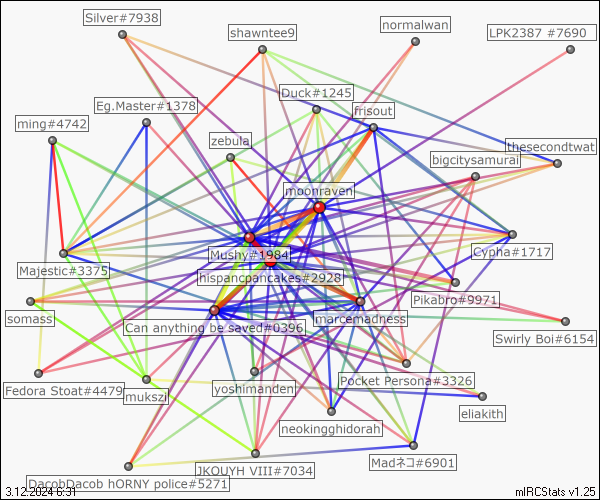 Silver#7938
normalwan
shawntee9
LPK2387 #7690
Duck#1245
Eg.Master#1378
frisout
ming#4742
zebula
thesecondtwat
bigcitysamurai
moonraven
Mushy#1984
Cypha#1717
Majestic#3375
hispancpancakes#2928
Pikabro#9971
somass
Can anything be saved#0396
marcemadness
Swirly Boi#6154
Pocket Persona#3326
Fedora Stoat#4479
mukszi
yoshimanden
eliakith
neokingghidorah
Madネコ#6901
JKOUYH VIII#7034
DacobDacob hORNY police#5271
3.12.2024 6:31
mIRCStats v1.25